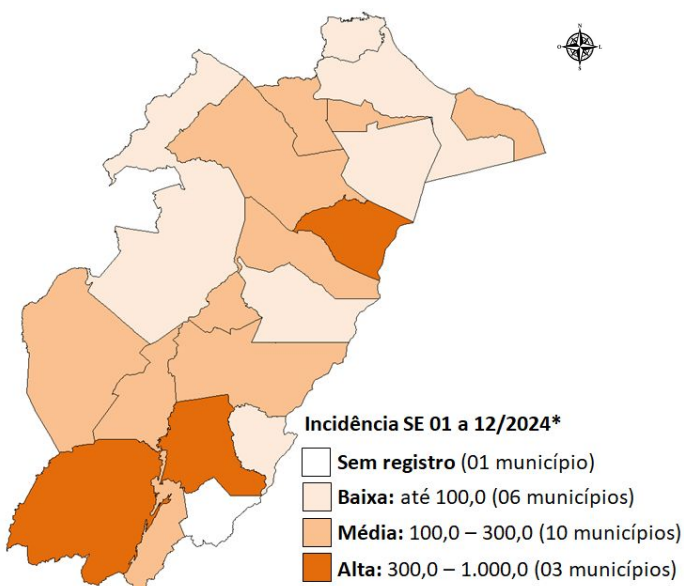 N
O
L
S
Incidência SE 01 a 12/2024*
Sem registro (01 município)
Baixa: até 100,0 (06 municípios)
Média: 100,0 – 300,0 (10 municípios)
Alta: 300,0 – 1.000,0 (03 municípios)